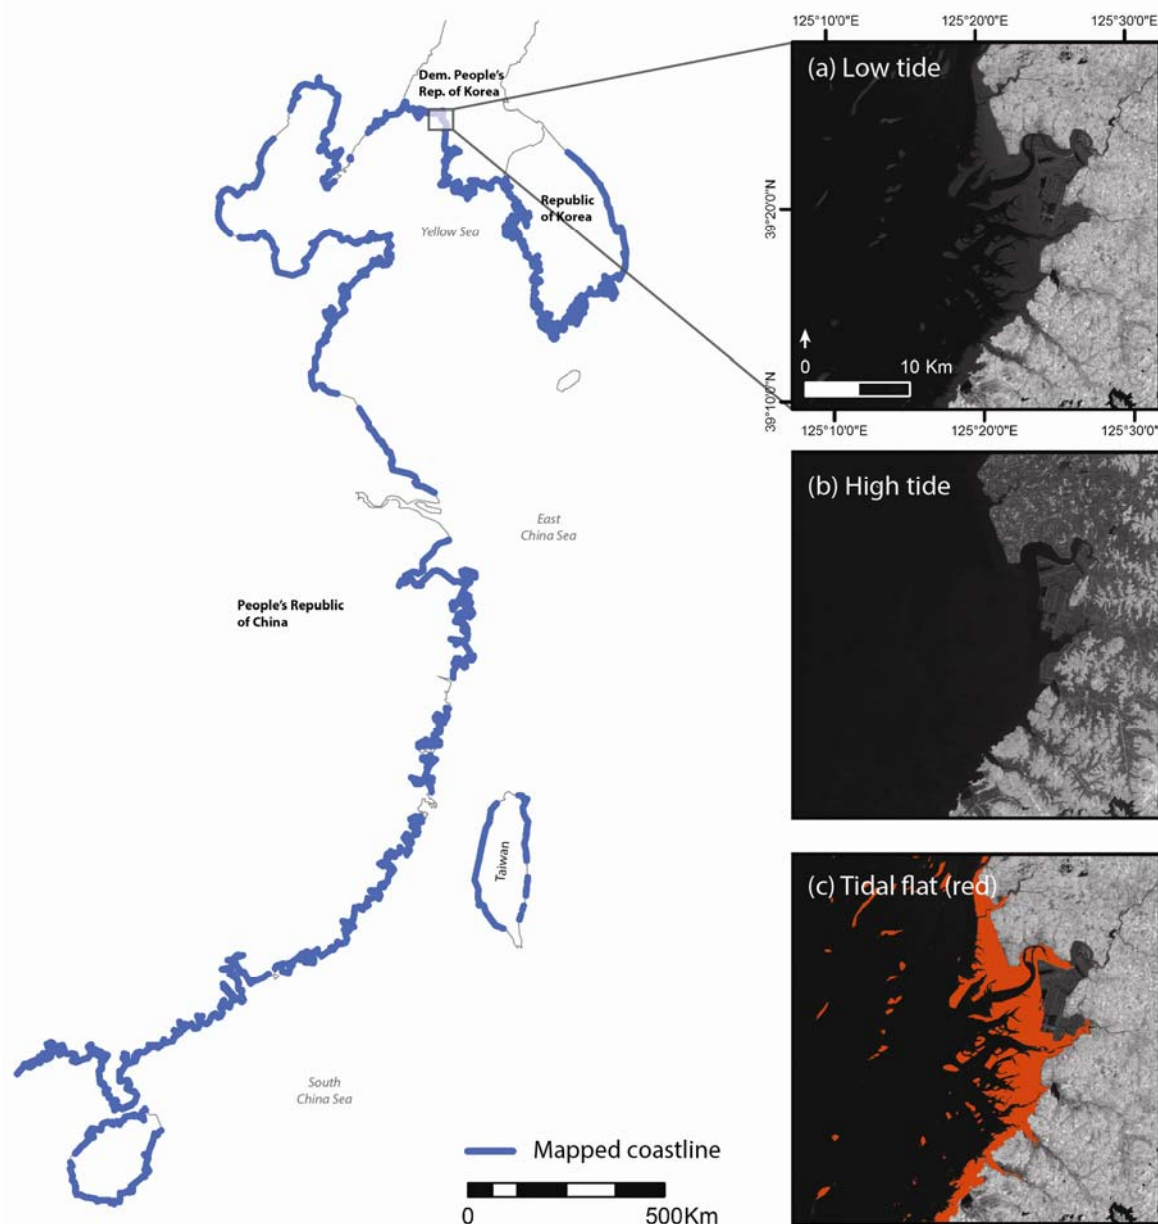 125°10'0"E 125°20'0"E 125°30'0"E
(a) Low tide
Dem. People's
Rep. of Korea
Republic
of Korea
39°20'0"N
Yellow Sea
0 10 Km
39°10'0"N
125°10'0"E 125°20'0"E 125°30'0"E
(b) High tide
East
China Sea
People's Republic
of China
Taiwan
(c) Tidal flat (red)
South
China Sea
Mapped coastline
0 500Km